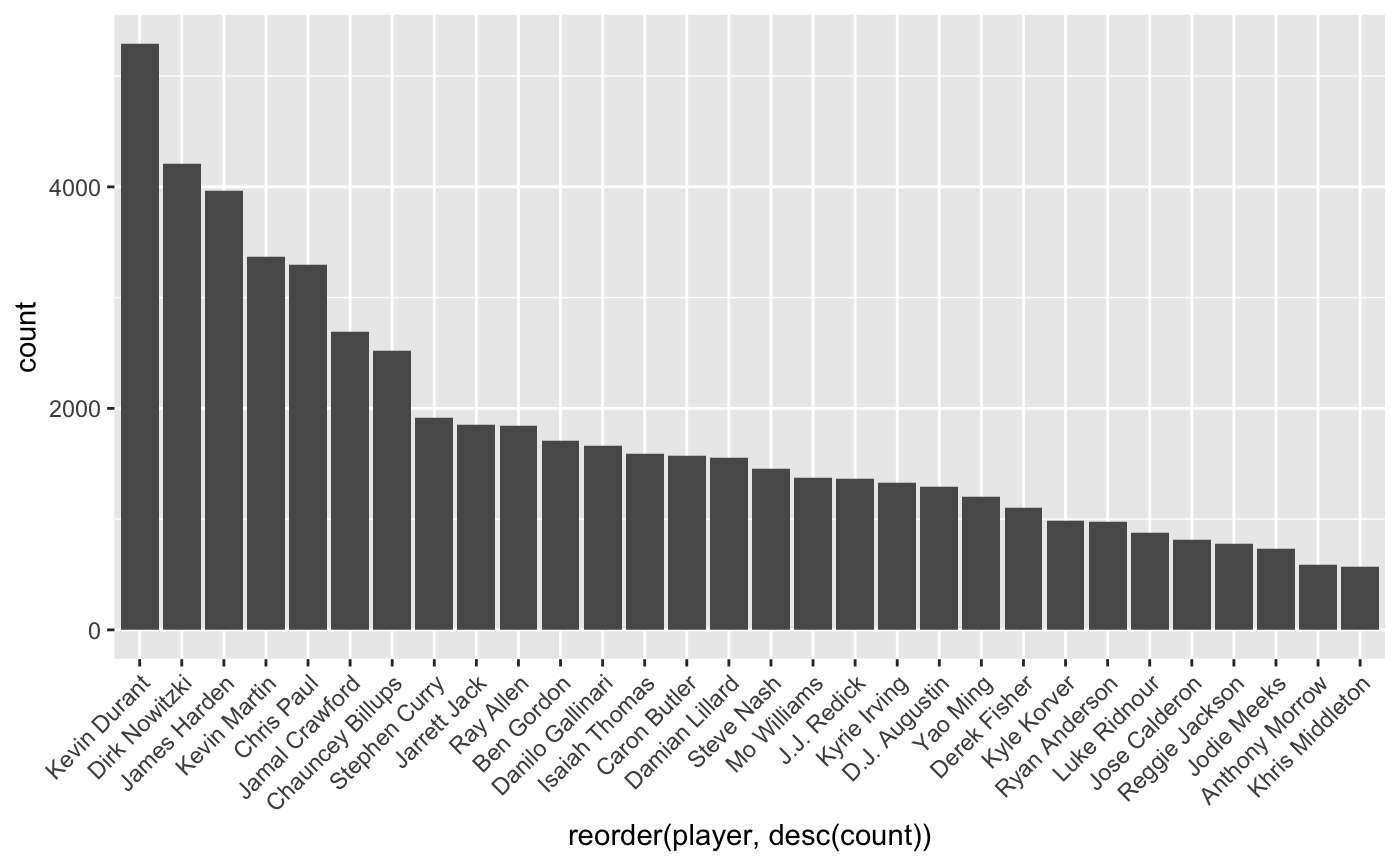 count
4000
2000
0
Kevin Durant
Dirk Nowitzki
James Harden
Kevin Martin
Chris Paul
Jamal Crawford
Chauncey Billups
Stephen Curry
Jarrett Jack
Ray Allen
Ben Gordon
Danilo Gallinari
Isaiah Thomas
Caron Butler
Damian Lillard
Steve Nash
Mo Williams
J.J. Redick
Kyrie Irving
D.J. Augustin
Yao Ming
Derek Fisher
Kyle Korver
Ryan Anderson
Luke Ridnour
Jose Calderon
Reggie Jackson
Jodie Meeks
Anthony Morrow
Khris Middleton
reorder(player, desc(count))